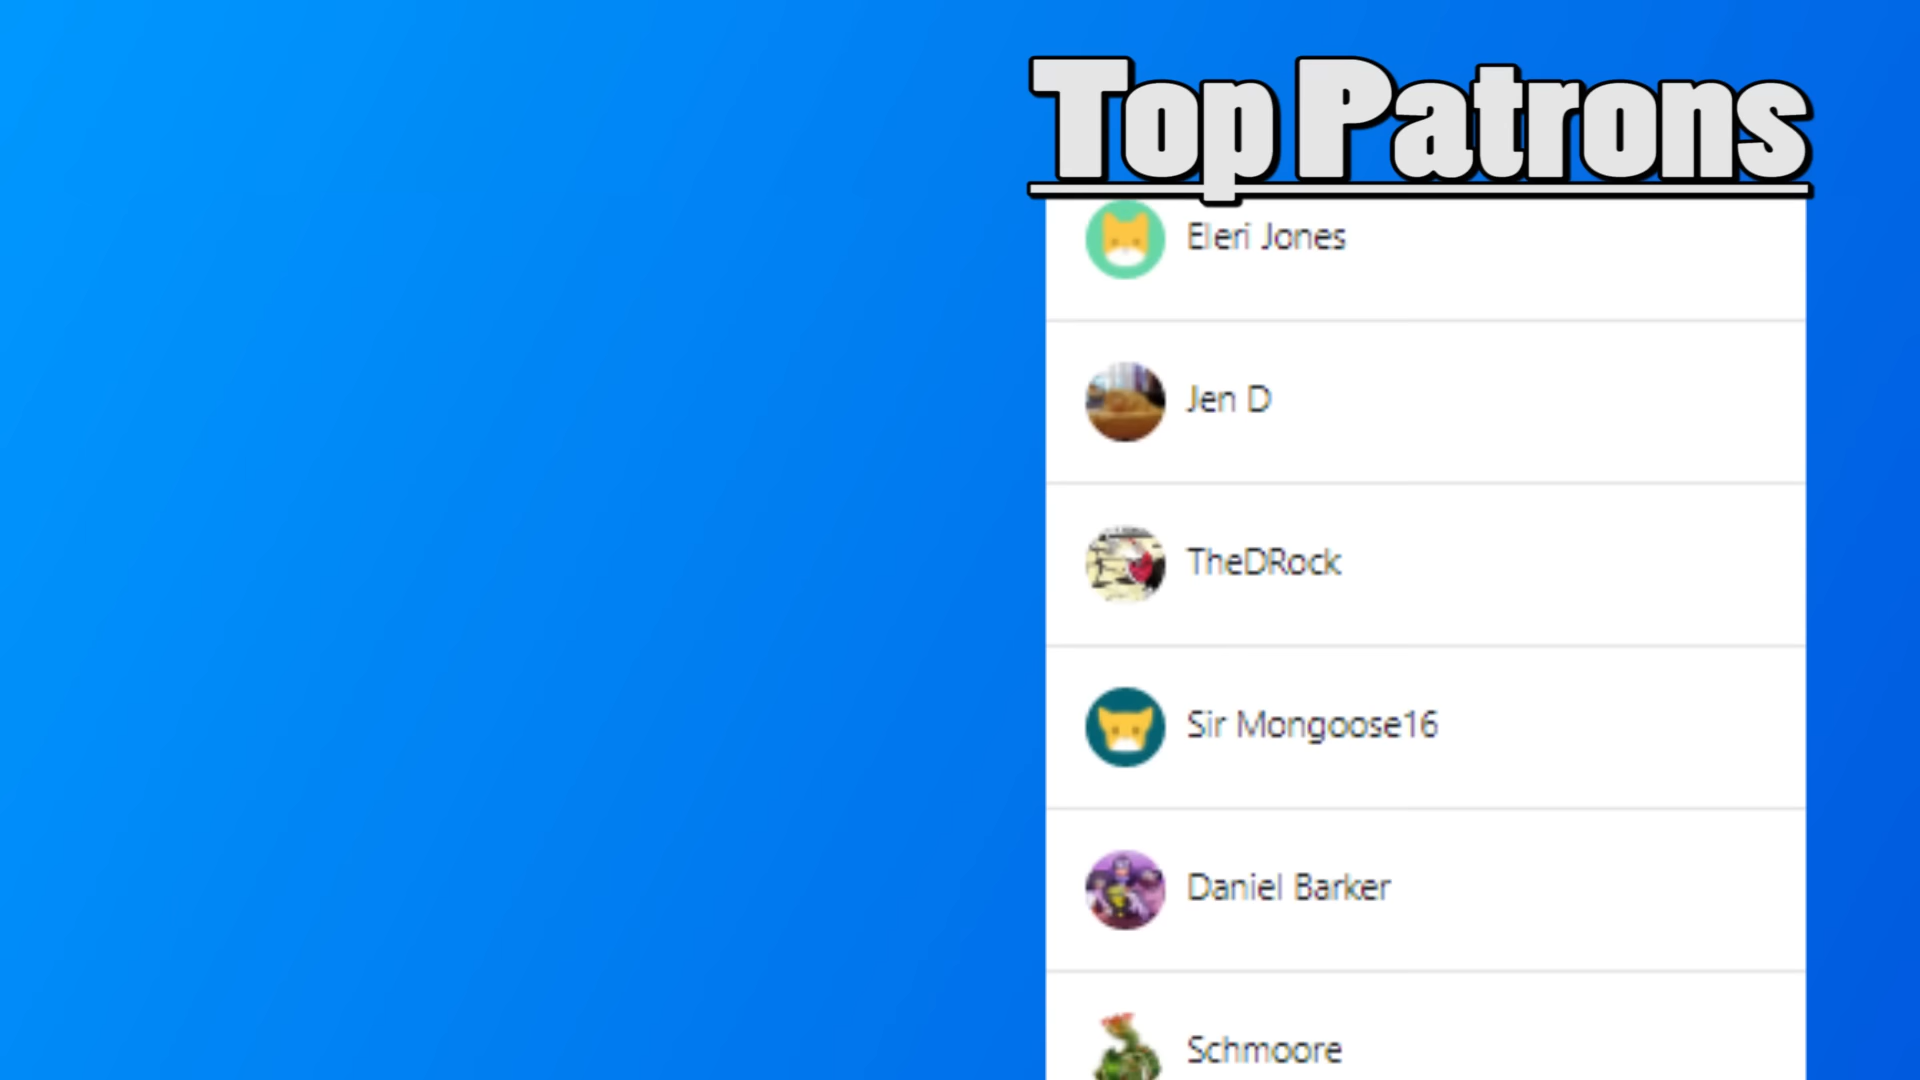 Top Patrons
Eleri Jones
Jen D
TheDRock
Sir Mongoose16
Daniel Barker
Schmoore